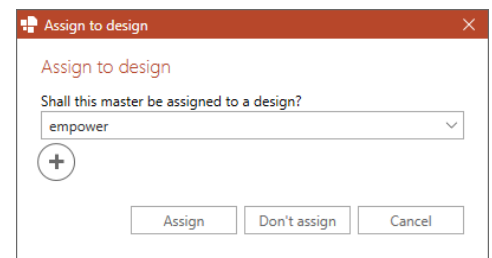 Assign to design
Assign to design
Shall this master be assigned to a design?
empower
Assign
Don't assign
Cancel